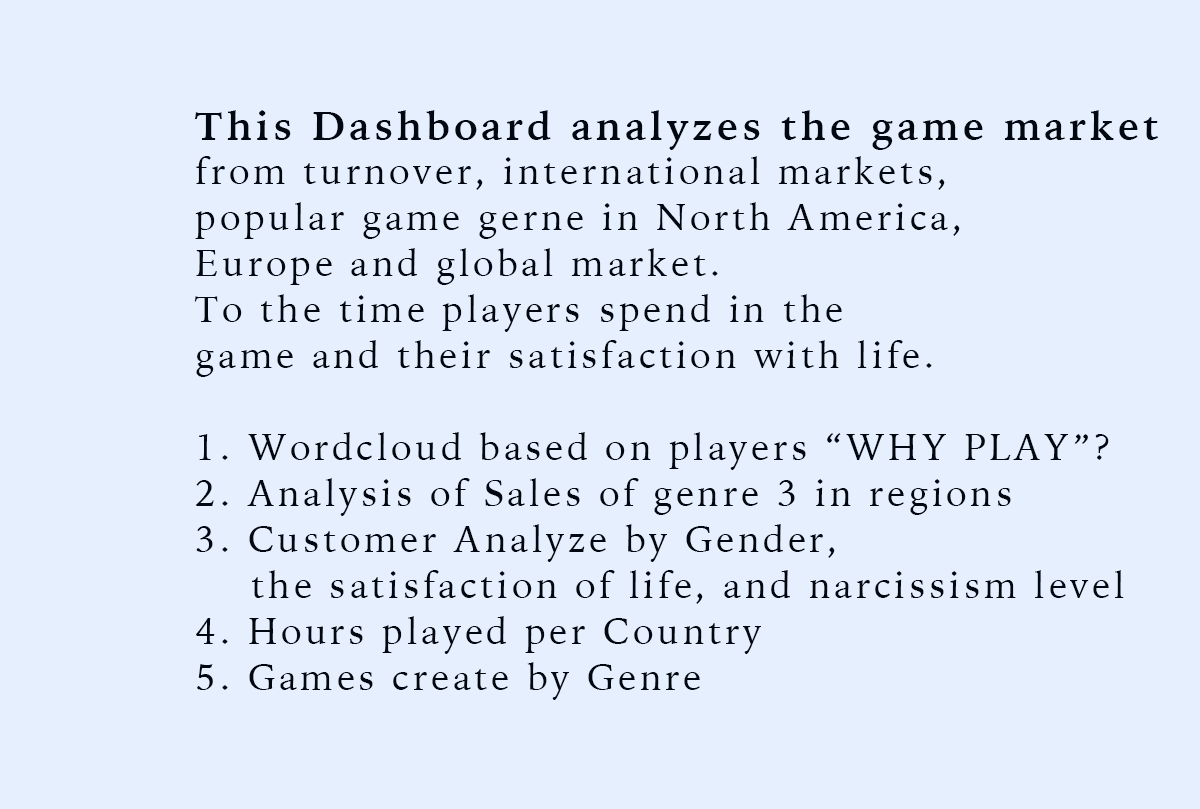 This Dashboard analyzes the game market
from turnover, international markets,
popular game gerne in North America,
Europe and global market.
To the time players spend in the
game and their satisfaction with life.
1. Wordcloud based on players “WHY PLAY”?
2. Analysis of Sales of genre 3 in regions
3. Customer Analyze by Gender,
the satisfaction of life, and narcissism level
4. Hours played per Country
5. Games create by Genre